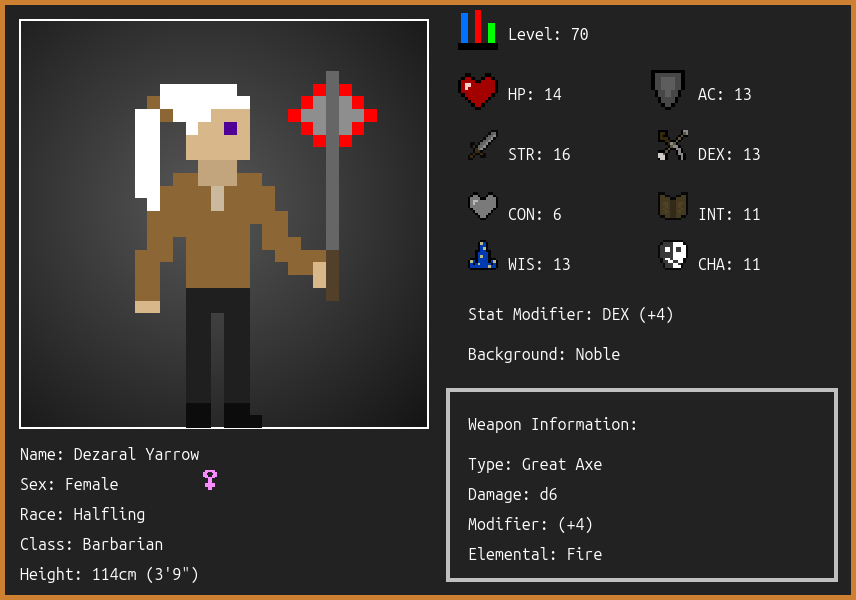 Level: 70
HP: 14
AC: 13
STR: 16
DEX: 13
CON: 6
INT: 11
WIS: 13
CHA: 11
Stat Modifier: DEX (+4)
Background: Noble
Weapon Information:
Type: Great Axe
Damage: d6
Modifier: (+4)
Elemental: Fire
Name: Dezaral Yarrow
Sex: Female
Race: Halfling
Class: Barbarian
Height: 114cm (3'9")